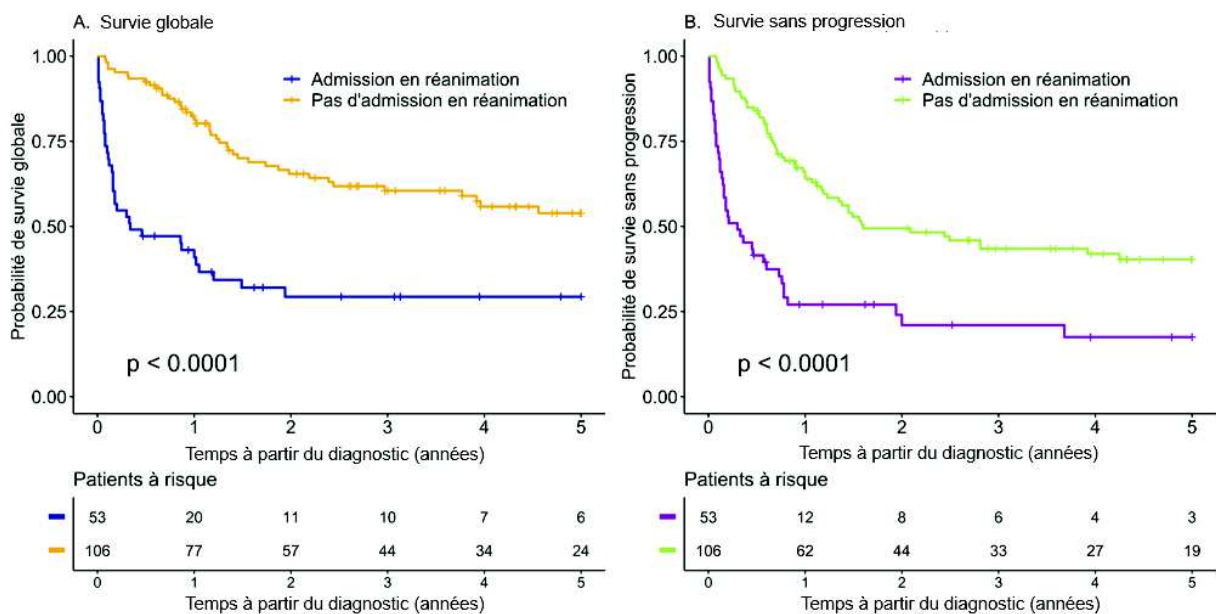 A. Survie globale
Probabilité de survie globale
1.00
0.75
0.50
0.25
0.00
Admission en réanimation
Pas d'admission en réanimation
p < 0.0001
0 1 2 3 4 5
Temps à partir du diagnostic (années)
Patients à risque
53 20 11 10 7 6
106 77 57 44 34 24
0 1 2 3 4 5
Temps à partir du diagnostic (années)
B. Survie sans progression
Probabilité de survie sans progression
1.00
0.75
0.50
0.25
0.00
Admission en réanimation
Pas d'admission en réanimation
p < 0.0001
0 1 2 3 4 5
Temps à partir du diagnostic (années)
Patients à risque
53 12 8 6 4 3
106 62 44 33 27 19
0 1 2 3 4 5
Temps à partir du diagnostic (années)